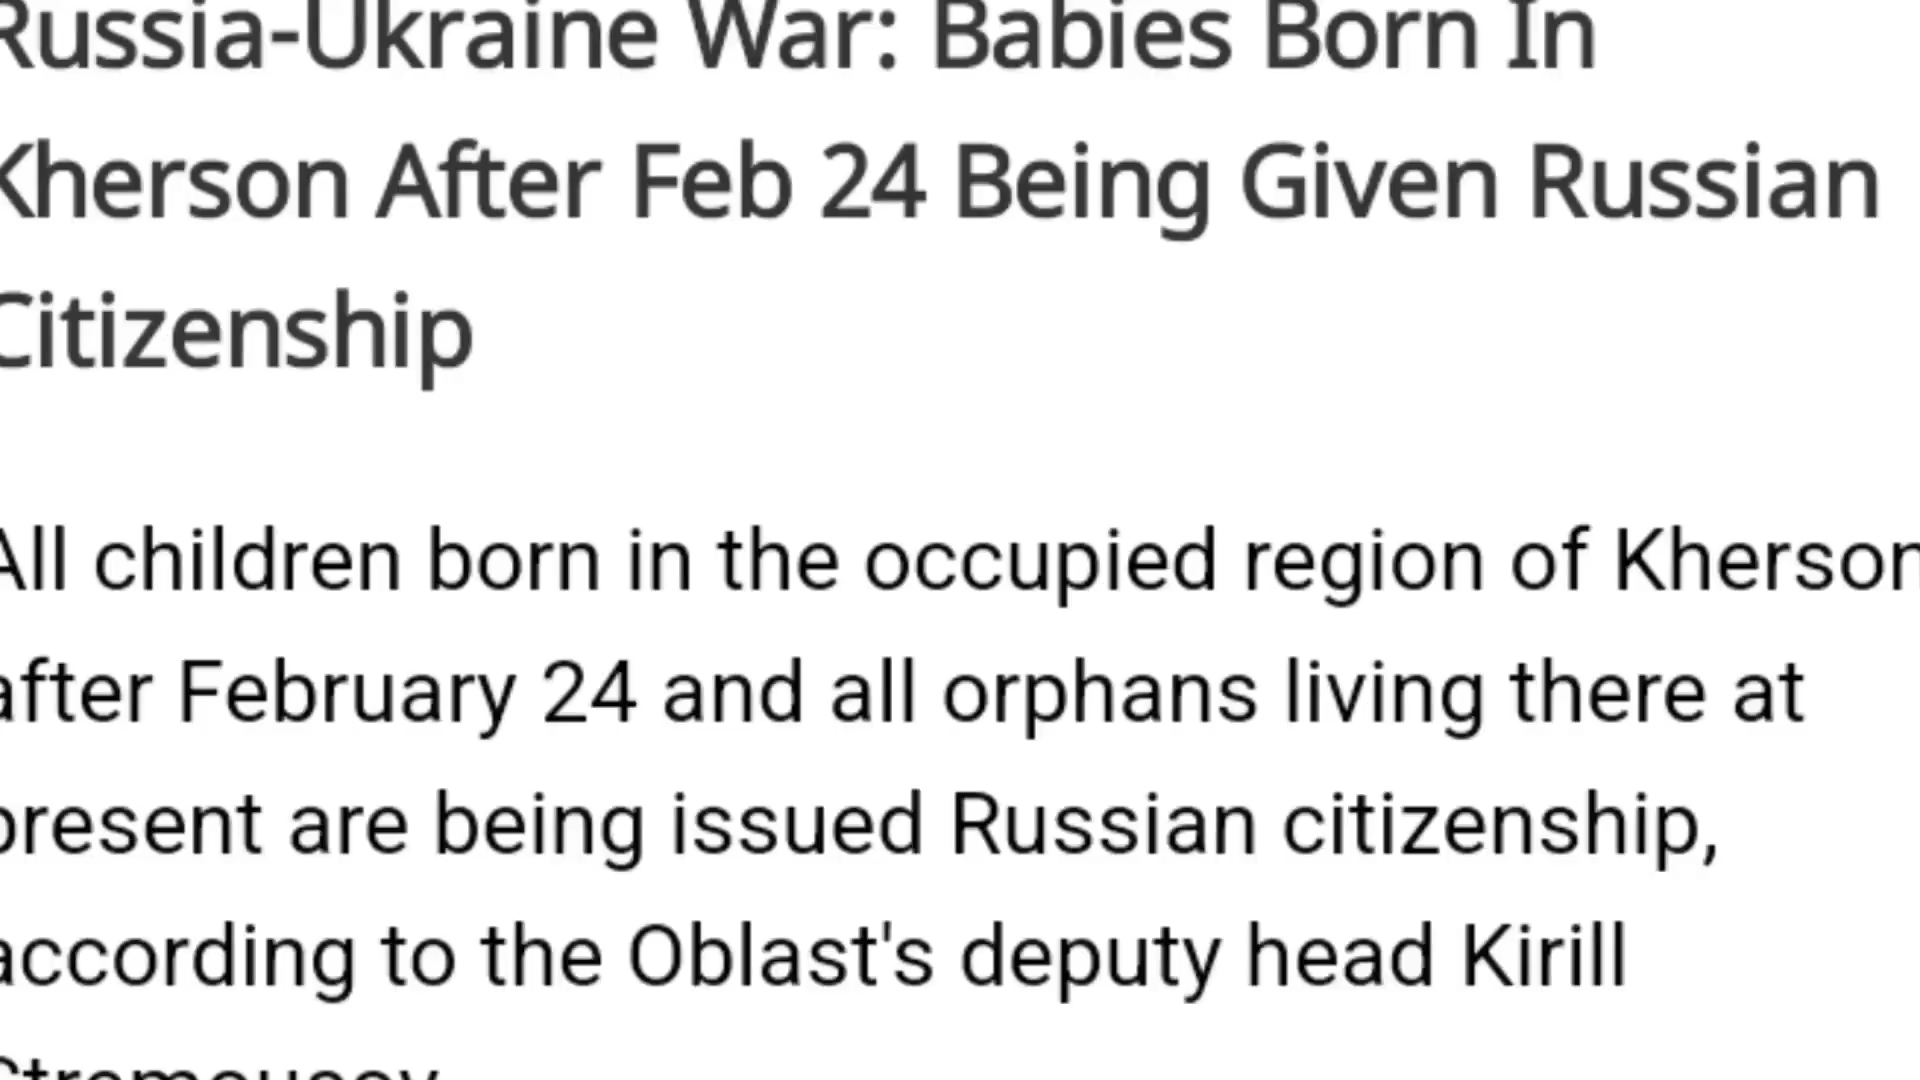 Russia-Ukraine War: Babies Born In
Kherson After Feb 24 Being Given Russian
Citizenship
All children born in the occupied region of Kherson
after February 24 and all orphans living there at
present are being issued Russian citizenship,
according to the Oblast's deputy head Kirill
Stremousov